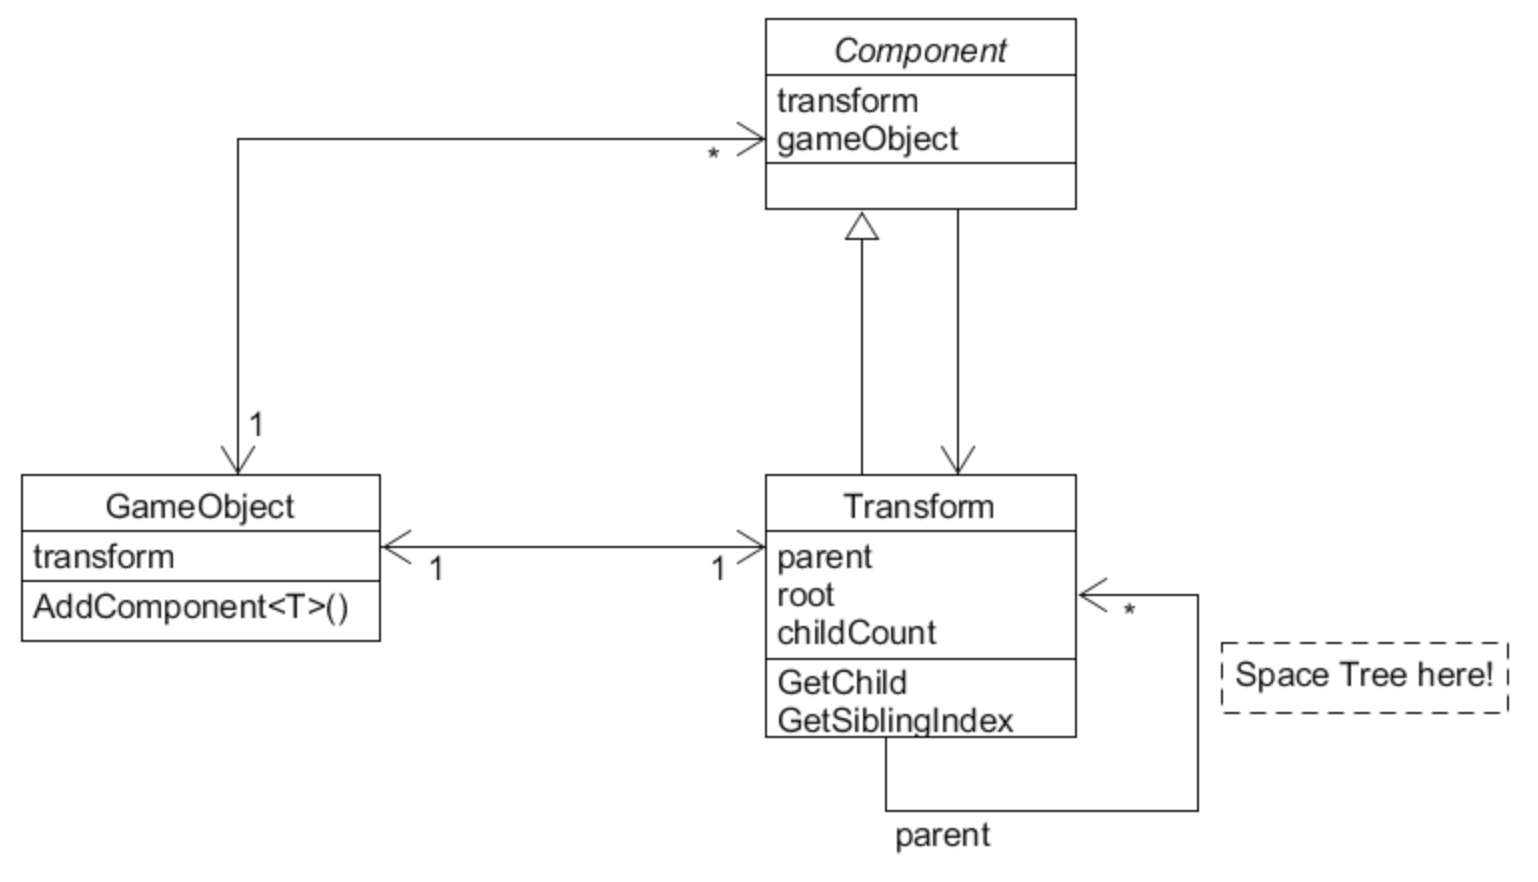 Component
transform
gameObject
*
1
GameObject
transform
AddComponent<T>()
1
1
Transform
parent
root
childCount
GetChild
GetSiblingIndex
*
parent
Space Tree here!